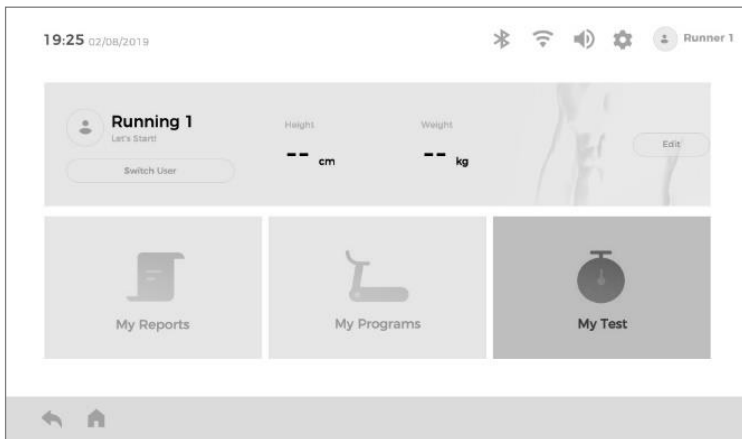 19:25 02/08/2019
Runner 1
Running 1
Let's Start!
Switch User
Height
-- cm
Weight
-- kg
Edit
My Reports
My Programs
My Test